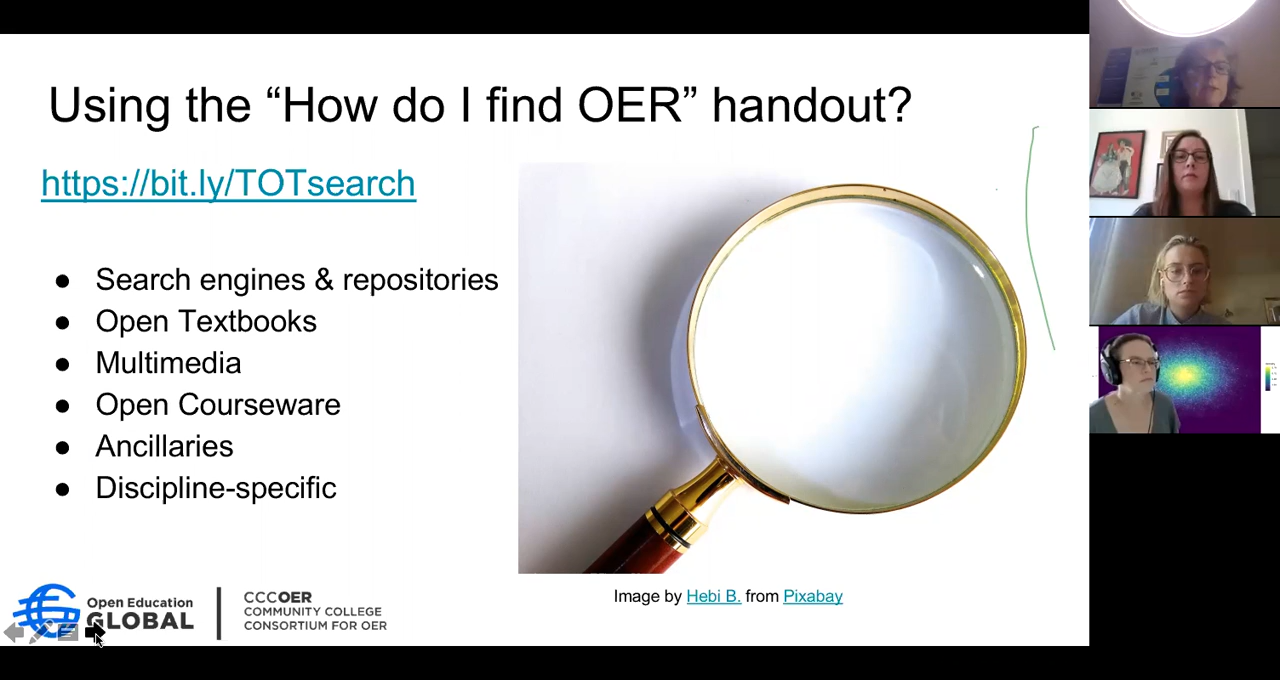 Using the “How do I find OER” handout?
https://bit.ly/TOTsearch
● Search engines & repositories
● Open Textbooks
● Multimedia
● Open Courseware
● Ancillaries
● Discipline-specific
Image by Hebi B. from Pixabay
Open Education
GLOBAL
CCCOER
COMMUNITY COLLEGE
CONSORTIUM FOR OER